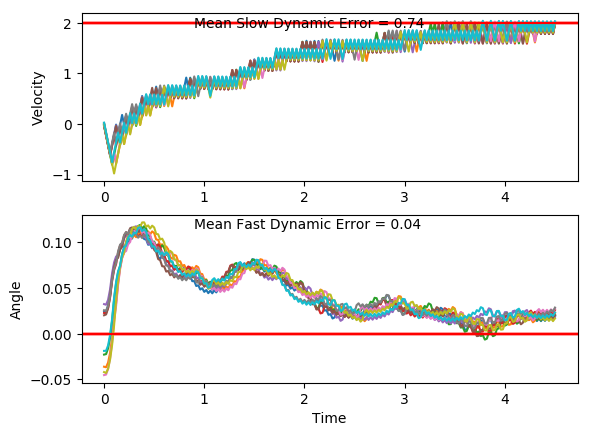 Mean Slow Dynamic Error = 0.74
2
1
0
−1
Velocity
0 1 2 3 4
Mean Fast Dynamic Error = 0.04
0.10
0.05
0.00
−0.05
Angle
0 1 2 3 4
Time